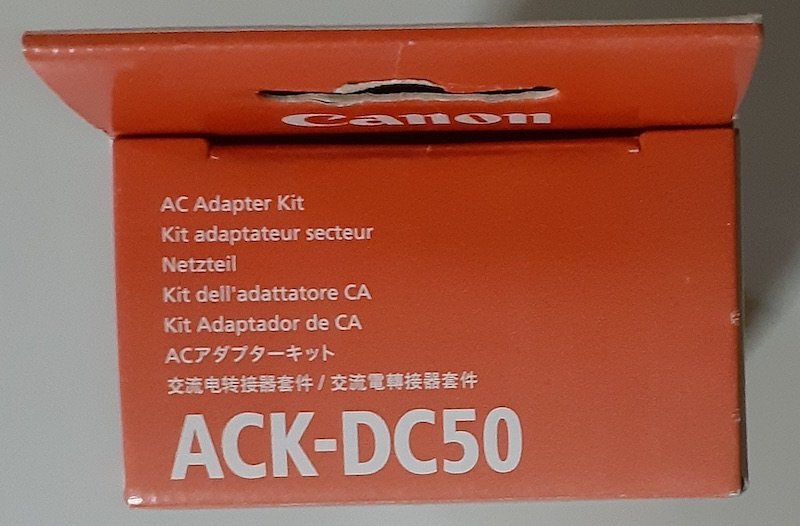 Canon
AC Adapter Kit
Kit adaptateur secteur
Netzteil
Kit dell'adattatore CA
Kit Adaptador de CA
ACアダプターキット
交流电转接器套件 / 交流電轉接器套件
ACK-DC50